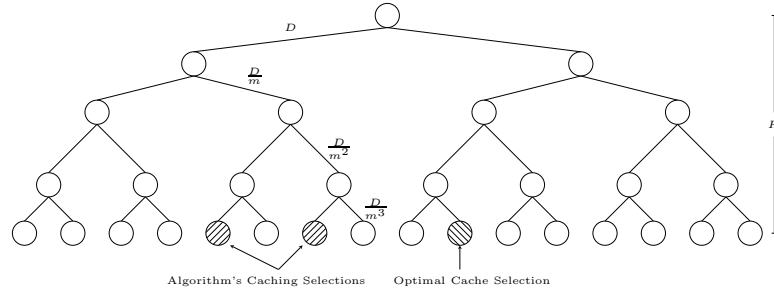 D
D/m
D/m²
D/m³
Algorithm's Caching Selections
Optimal Cache Selection